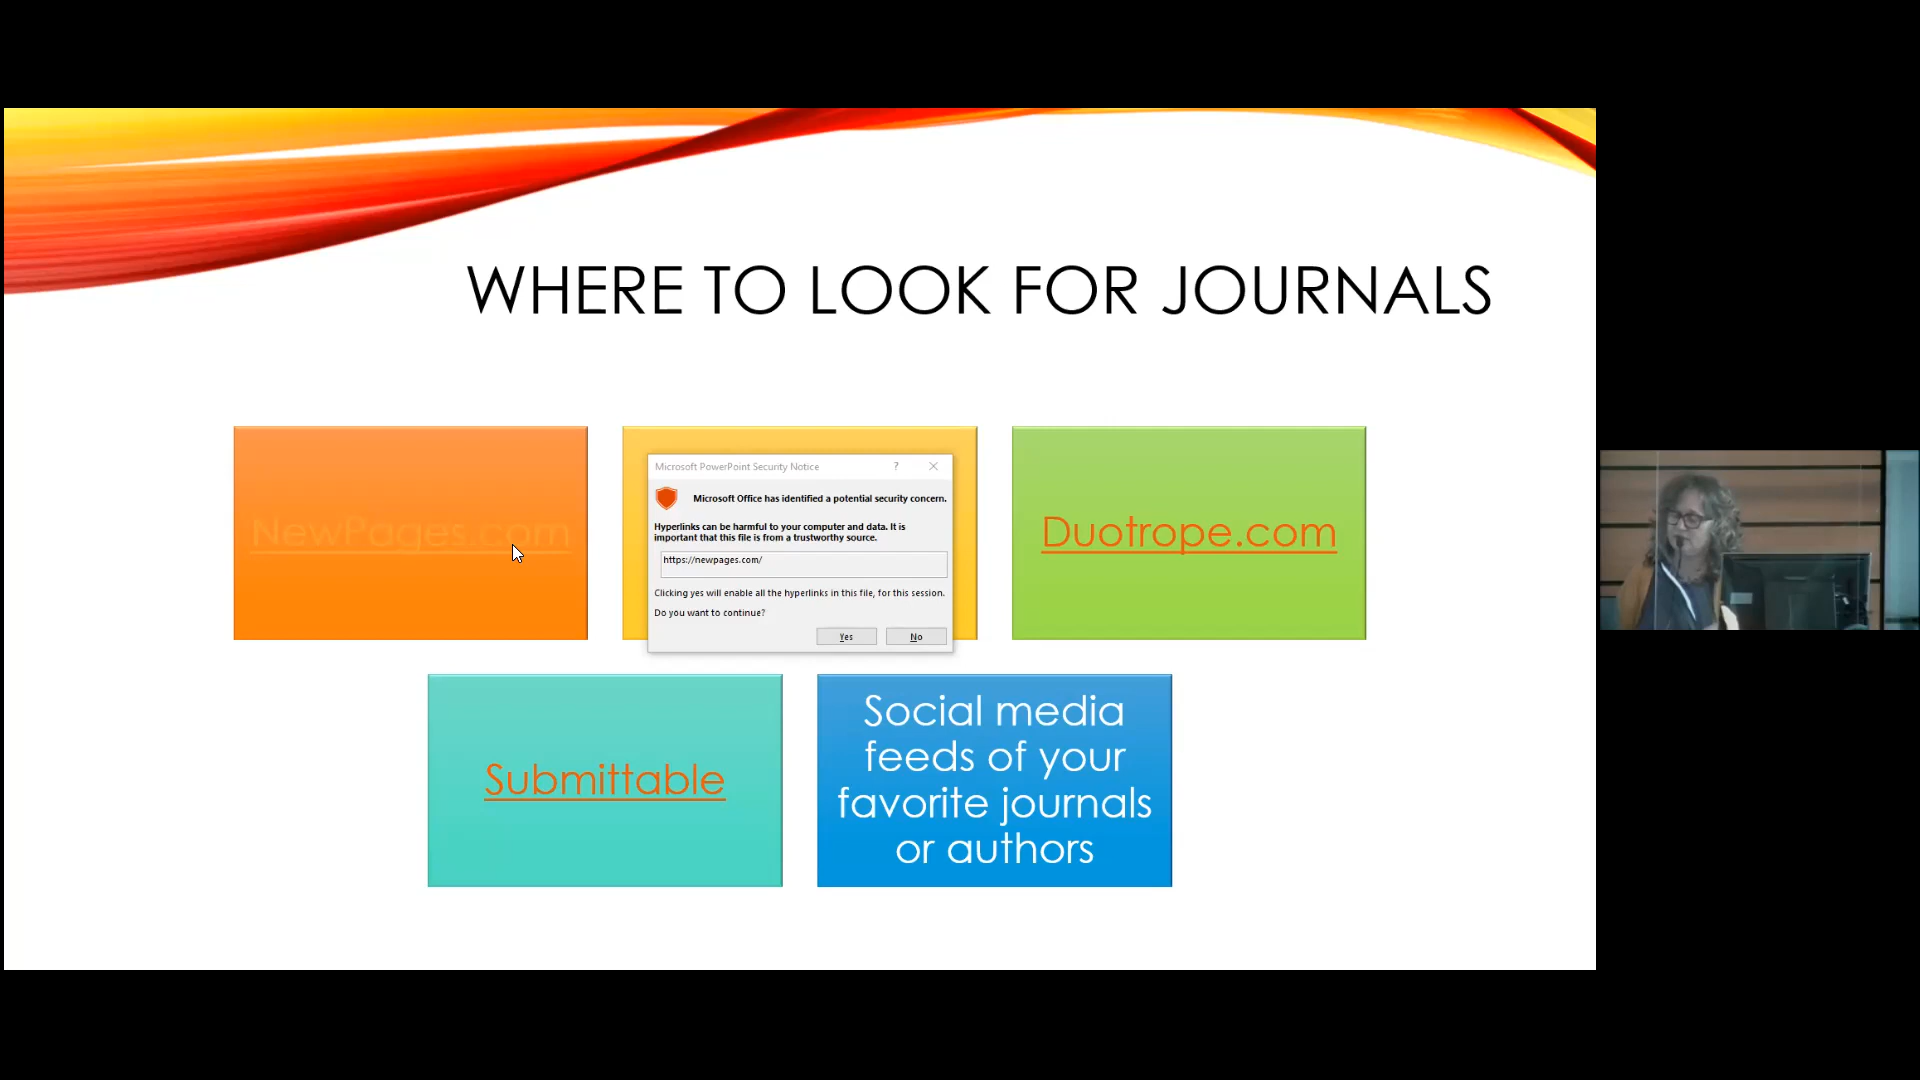 WHERE TO LOOK FOR JOURNALS
NewPages.com
Microsoft PowerPoint Security Notice
?
Microsoft Office has identified a potential security concern.
Hyperlinks can be harmful to your computer and data. It is
important that this file is from a trustworthy source.
https://newpages.com/
Clicking yes will enable all the hyperlinks in this file, for this session.
Do you want to continue?
Yes
No
Duotrope.com
Submittable
Social media
feeds of your
favorite journals
or authors